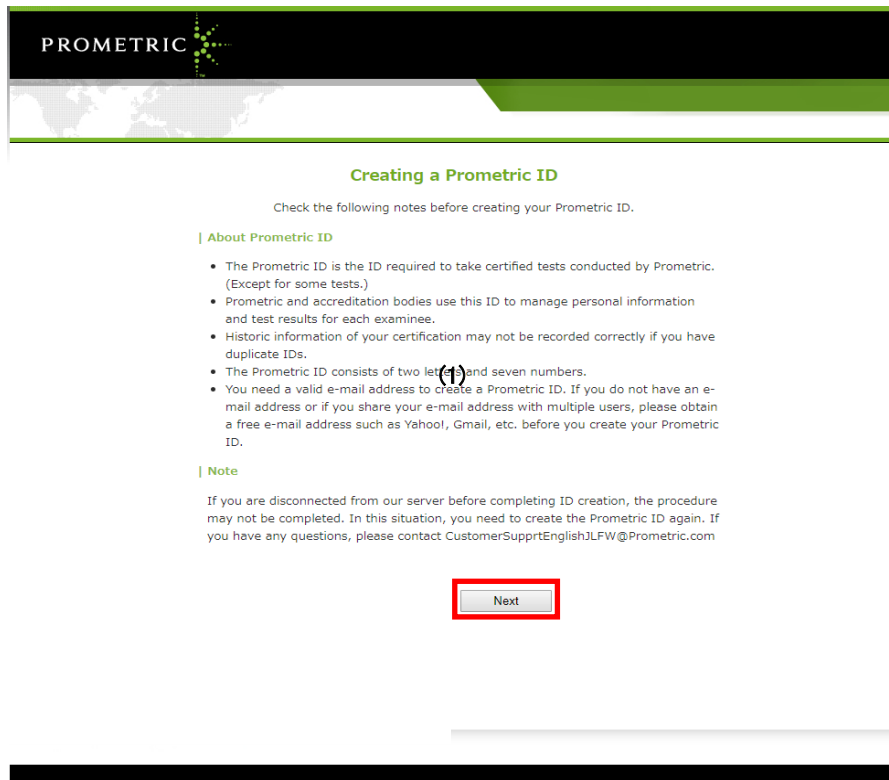 PROMETRIC
Creating a Prometric ID
Check the following notes before creating your Prometric ID.
| About Prometric ID
• The Prometric ID is the ID required to take certified tests conducted by Prometric.
(Except for some tests.)
• Prometric and accreditation bodies use this ID to manage personal information
and test results for each examinee.
• Historic information of your certification may not be recorded correctly if you have
duplicate IDs.
• The Prometric ID consists of two letters and seven numbers.
(1)
• You need a valid e-mail address to create a Prometric ID. If you do not have an e-
mail address or if you share your e-mail address with multiple users, please obtain
a free e-mail address such as Yahoo!, Gmail, etc. before you create your Prometric
ID.
| Note
If you are disconnected from our server before completing ID creation, the procedure
may not be completed. In this situation, you need to create the Prometric ID again. If
you have any questions, please contact CustomerSupprtEnglishJLFW@Prometric.com
Next